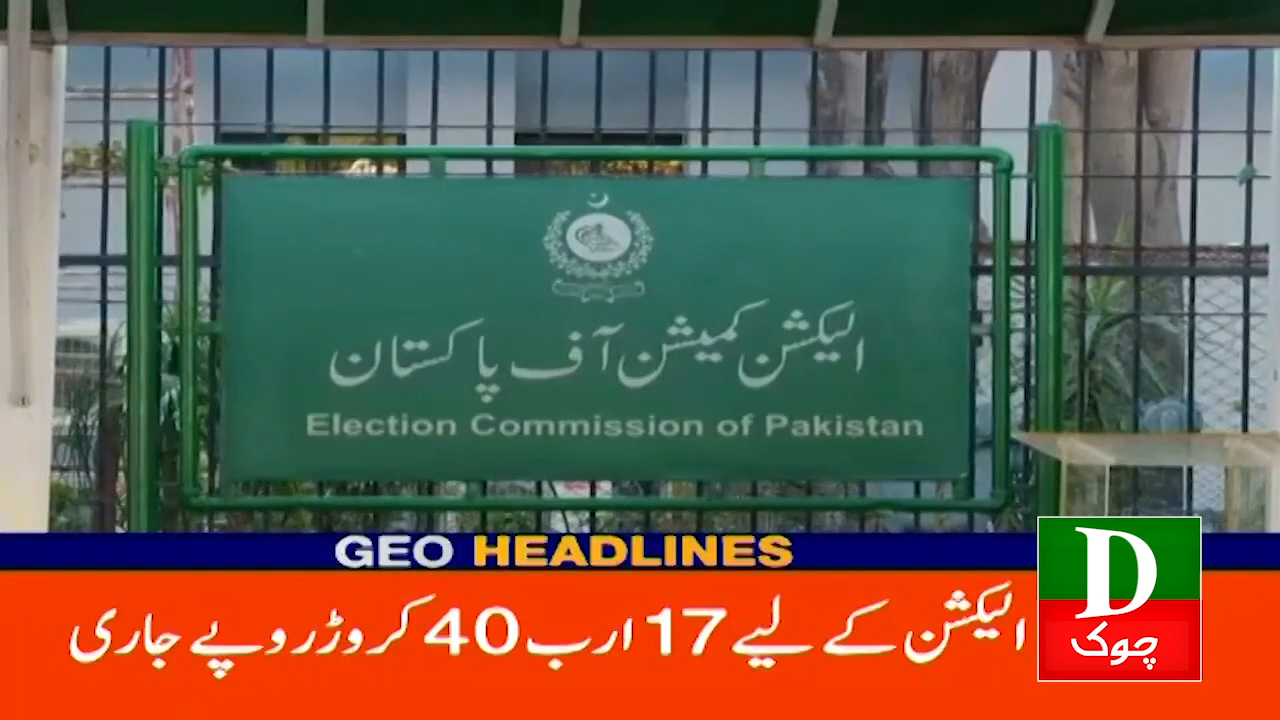 الیکشن کمیشن آف پاکستان
Election Commission of Pakistan
GEO HEADLINES
الیکشن کے لیے 17 ارب 40 کروڑ روپے جاری
D
چوک